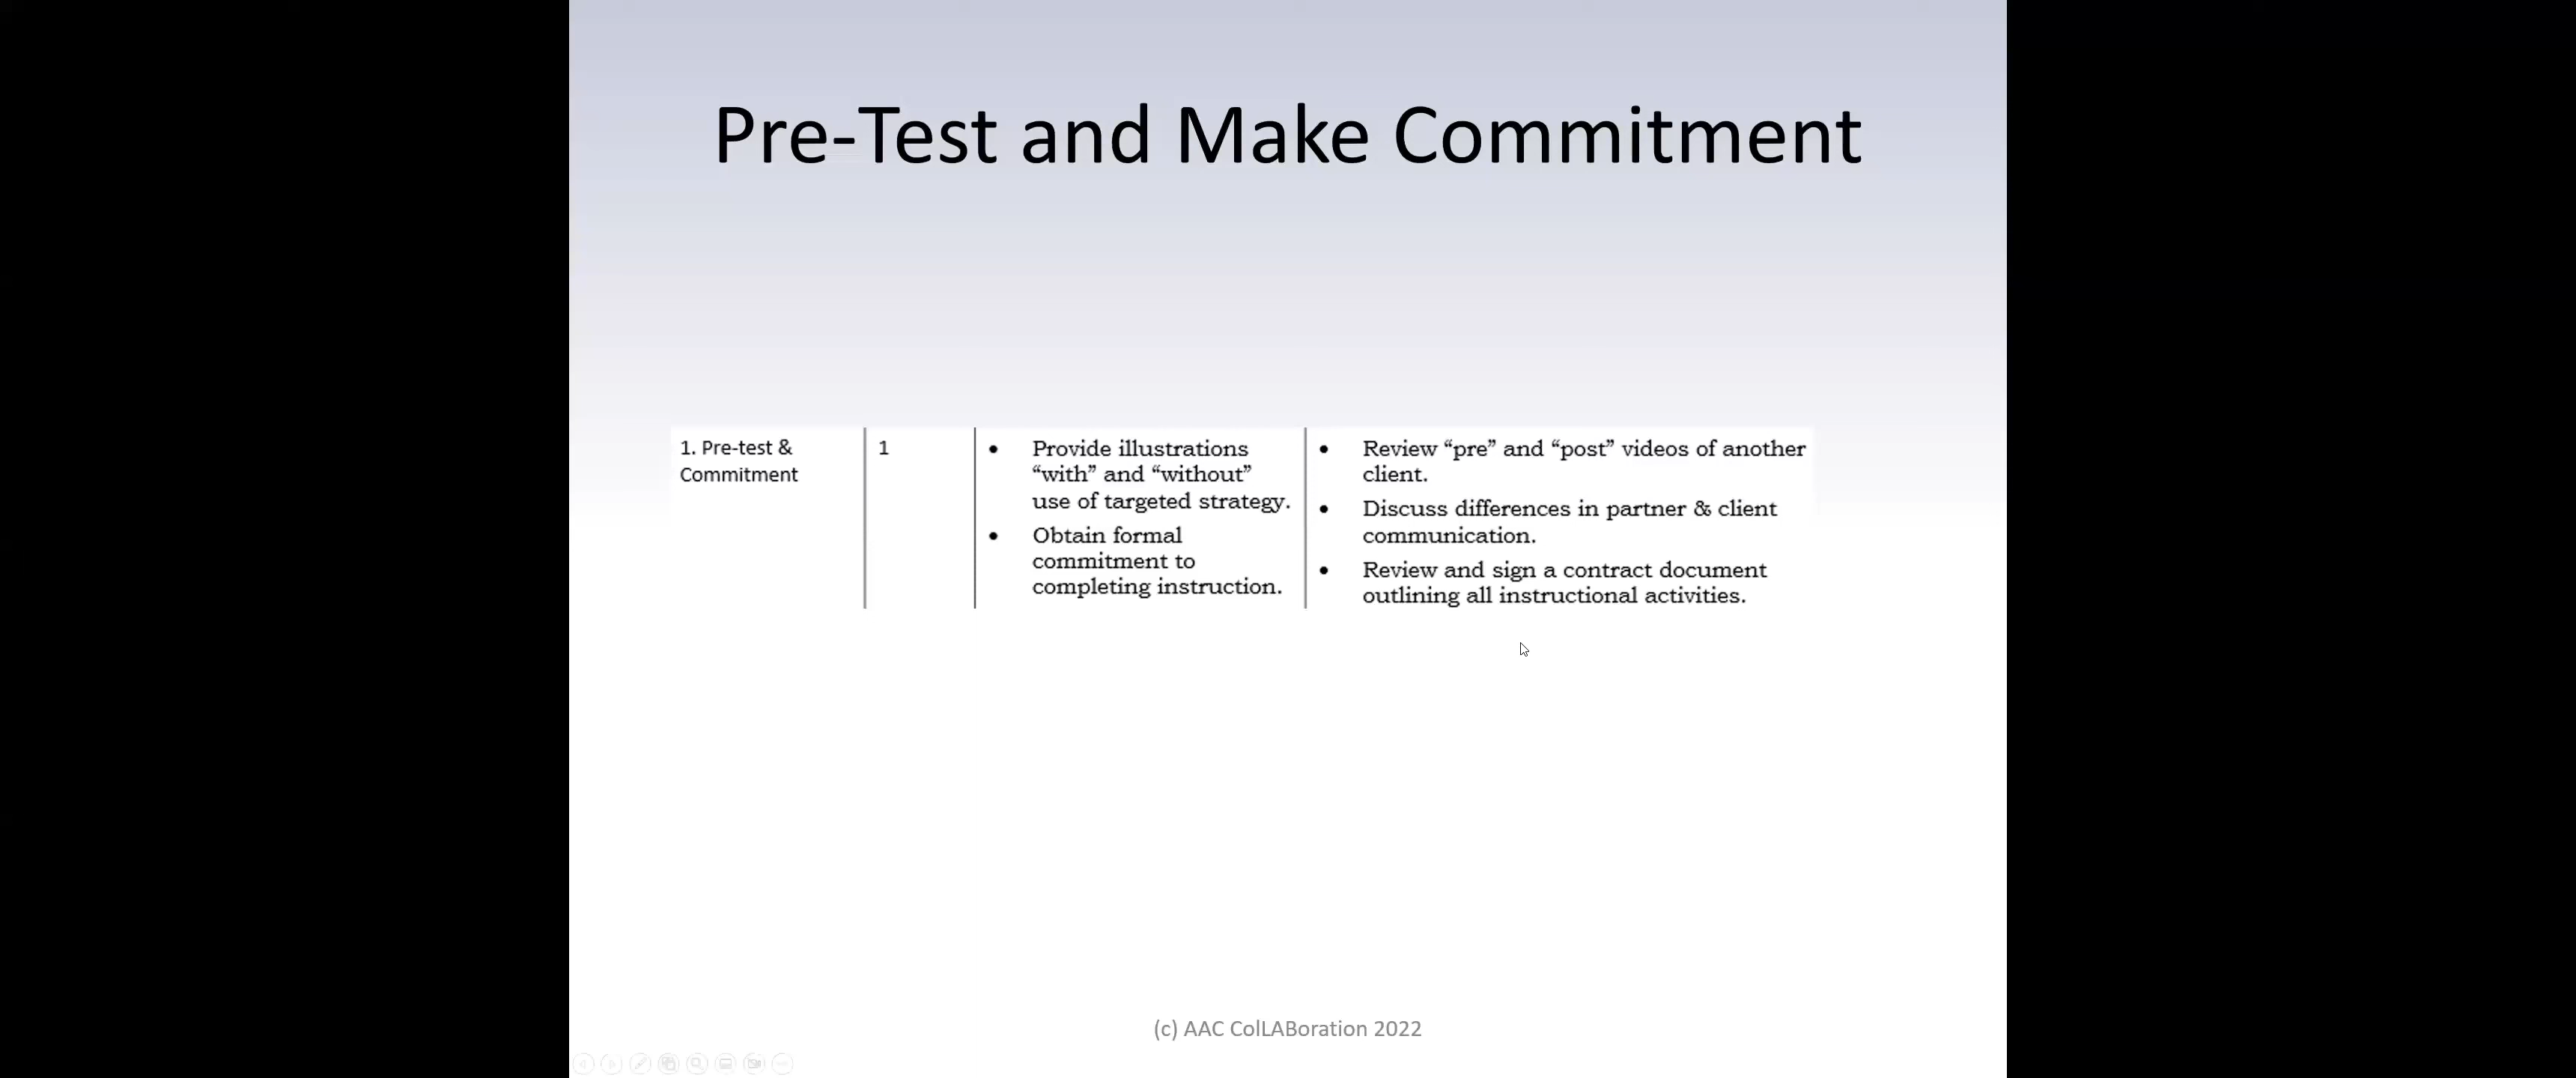 Pre-Test and Make Commitment
1. Pre-test &
Commitment
1
• Provide illustrations
“with” and “without”
use of targeted strategy.
• Obtain formal
commitment to
completing instruction.
• Review “pre” and “post” videos of another
client.
• Discuss differences in partner & client
communication.
• Review and sign a contract document
outlining all instructional activities.
(c) AAC ColLABoration 2022